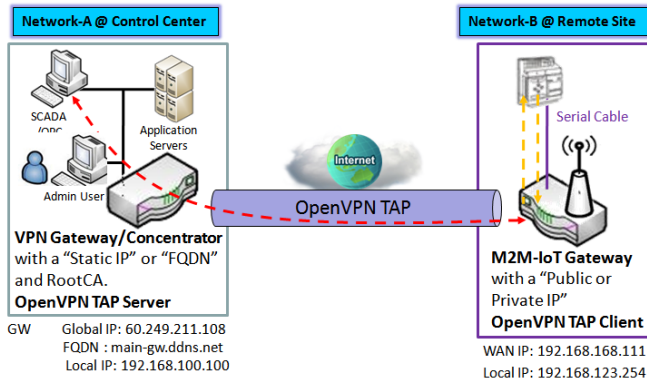 Network-A @ Control Center
Network-B @ Remote Site
SCADA
Application
Servers
Admin User
Serial Cable
Internet
OpenVPN TAP
VPN Gateway/Concentrator
with a “Static IP” or “FQDN”
and RootCA.
OpenVPN TAP Server
M2M-IoT Gateway
with a “Public or
Private IP”
OpenVPN TAP Client
GW Global IP: 60.249.211.108
FQDN : main-gw.ddns.net
Local IP: 192.168.100.100
WAN IP: 192.168.168.111
Local IP: 192.168.123.254